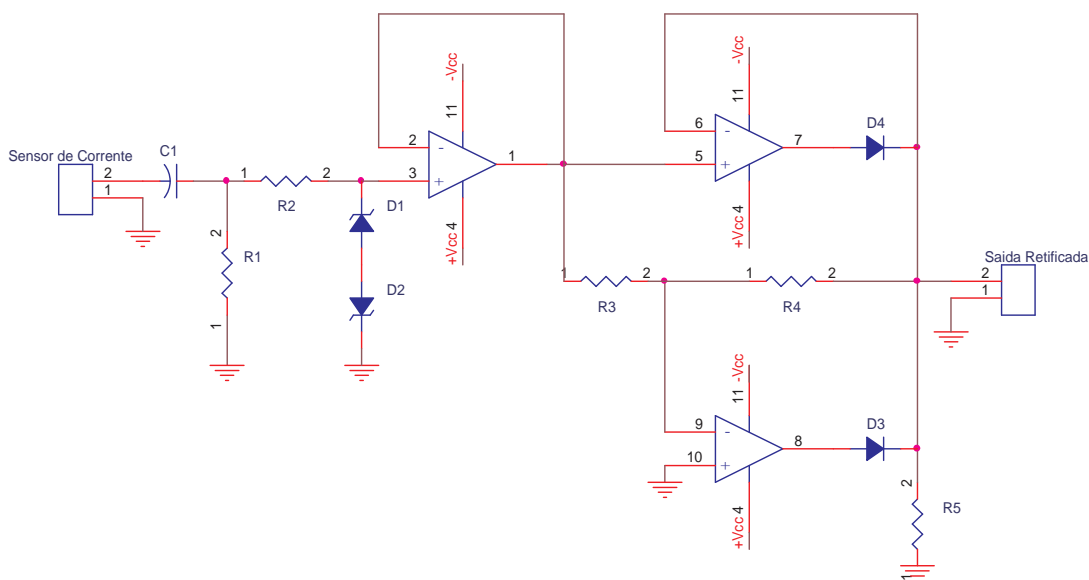 -Vcc
11
2
-
3
+
1
+Vcc 4
-Vcc
11
6
-
5
+
7
D4
+Vcc 4
Sensor de Corrente
2
1
C1
1
2
R2
D1
D2
2
R1
1
1
2
R3
1
2
R4
Saida Retificada
2
1
-Vcc
11
9
-
10
+
8
D3
+Vcc 4
2
R5
1